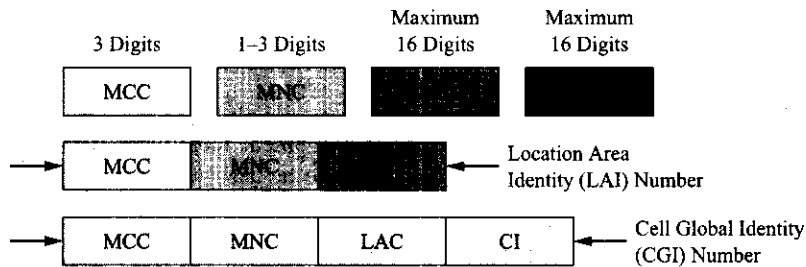 Maximum Maximum
3 Digits 1–3 Digits 16 Digits 16 Digits
MCC MNC
MCC MNC
Location Area
Identity (LAI) Number
MCC MNC LAC CI
Cell Global Identity
(CGI) Number